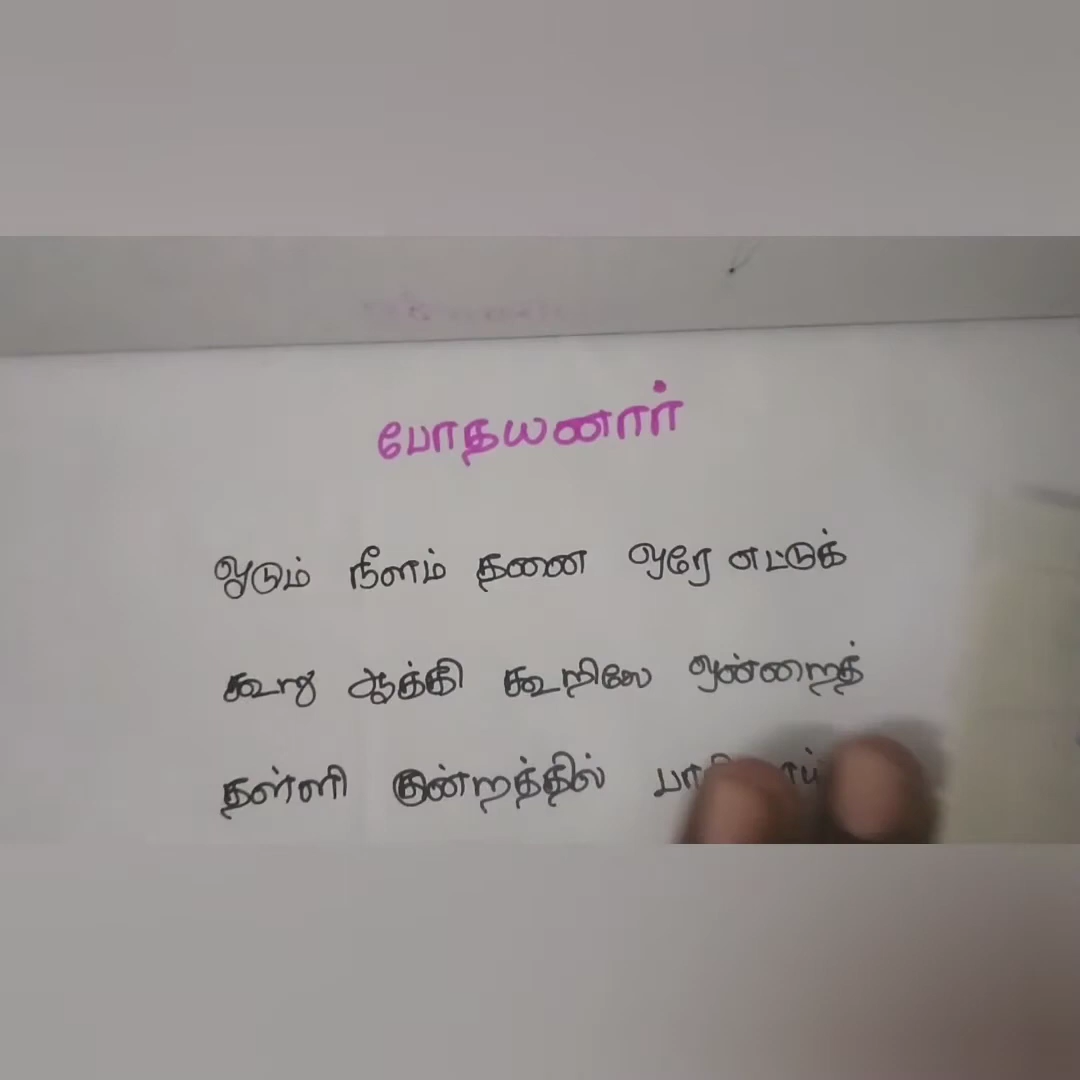 போதயனார்
ஓடும் நீளம் தனை ஒரே எட்டுக்
கூறு ஆக்கி கூறிலே ஒன்றைத்
தள்ளி குன்றத்தில்